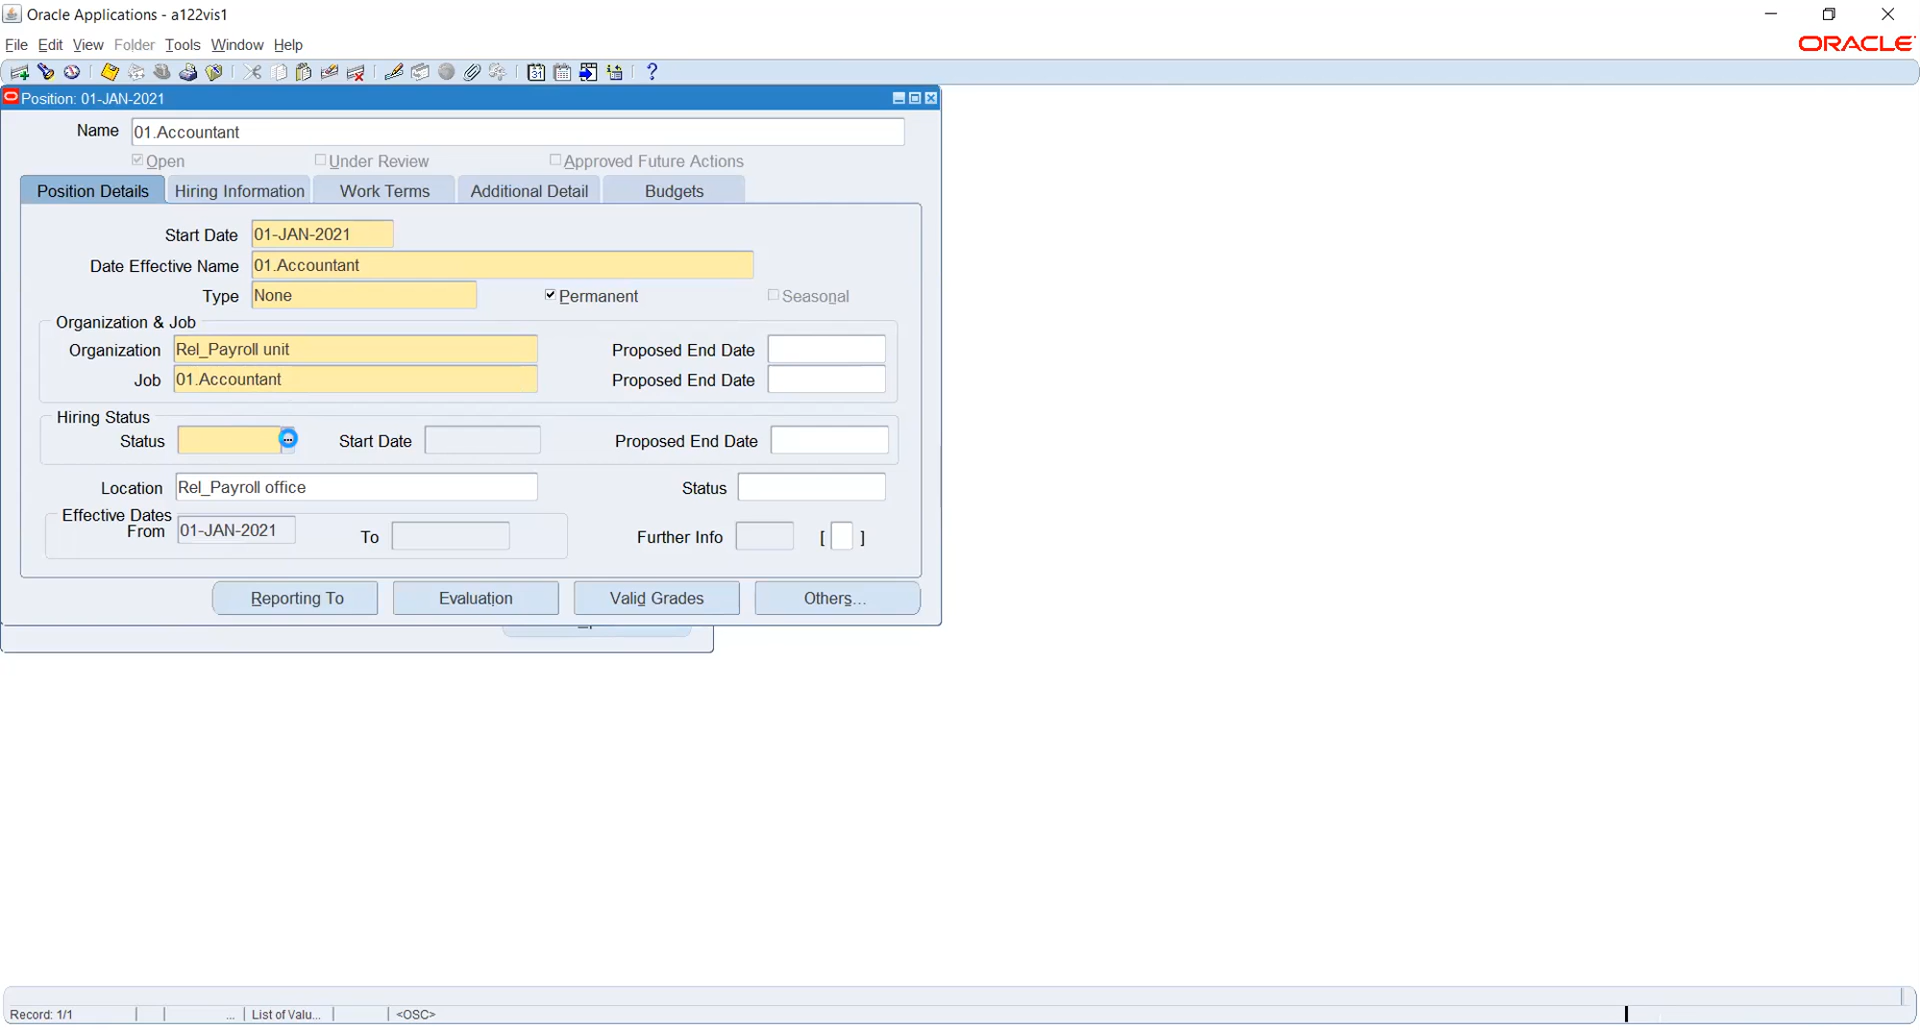 Oracle Applications - a122vis1
File Edit View Folder Tools Window Help
ORACLE
Position: 01-JAN-2021
Name 01.Accountant
Open Under Review Approved Future Actions
Position Details Hiring Information Work Terms Additional Detail Budgets
Start Date 01-JAN-2021
Date Effective Name 01.Accountant
Type None Permanent Seasonal
Organization & Job
Organization Rel_Payroll unit Proposed End Date
Job 01.Accountant Proposed End Date
Hiring Status
Status Start Date Proposed End Date
Location Rel_Payroll office Status
Effective Dates
From 01-JAN-2021 To Further Info [ ]
Reporting To Evaluation Valid Grades Others...
Record: 1/1 ... List of Valu... <OSC>